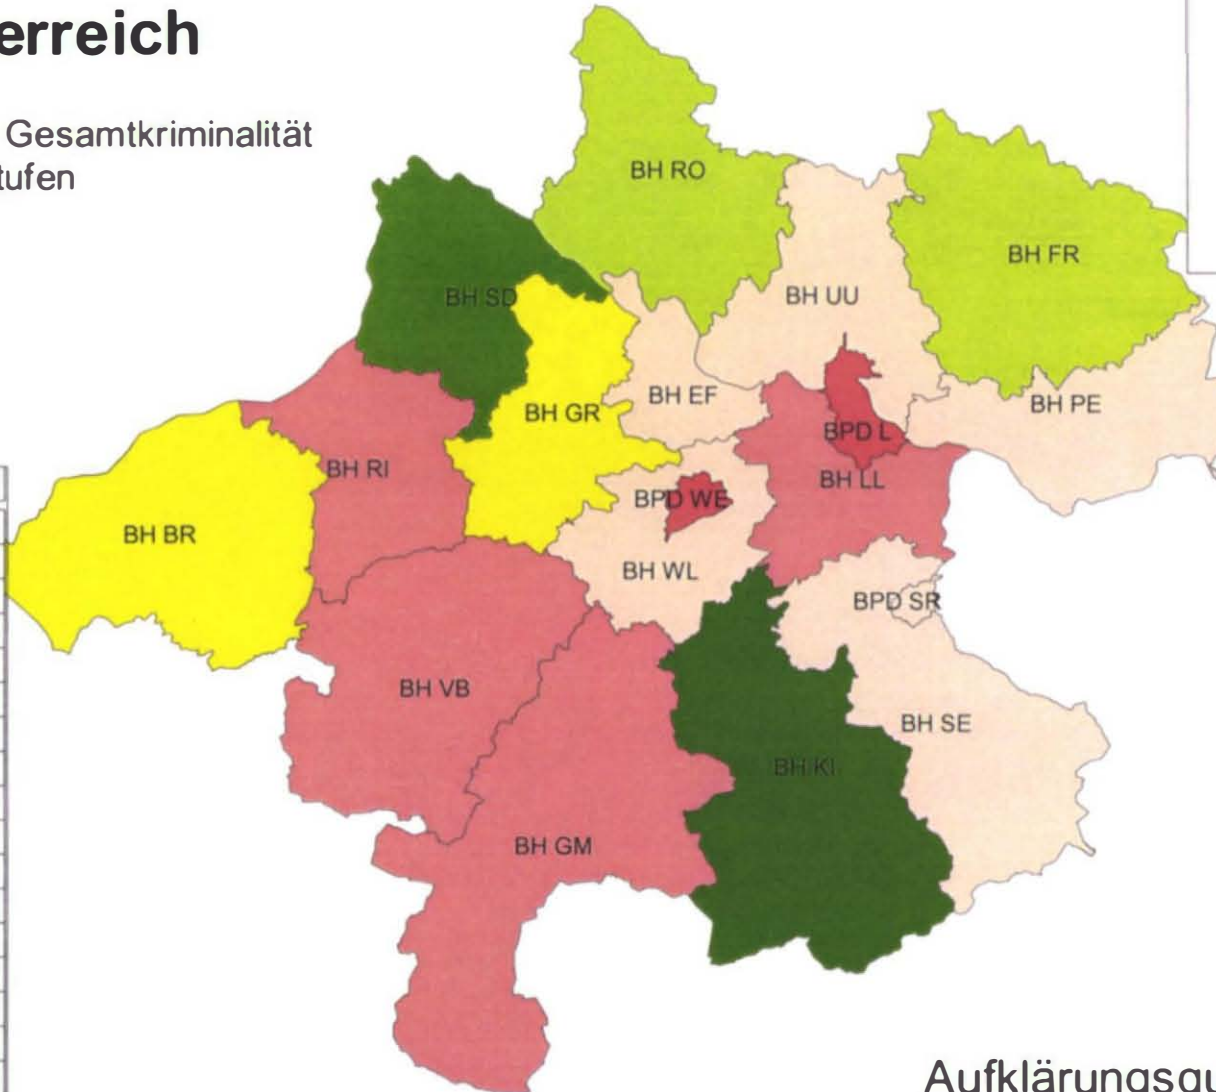 erreich
Gesamtkriminalität
tufen
BH RO
BH FR
BH SD
BH UU
BH EF
BH PE
BH GR
BPD L
BH RI
BH LL
BPD WE
BH BR
BH WL
BPD SR
BH VB
BH SE
BH KI
BH GM
Aufklärungsqu